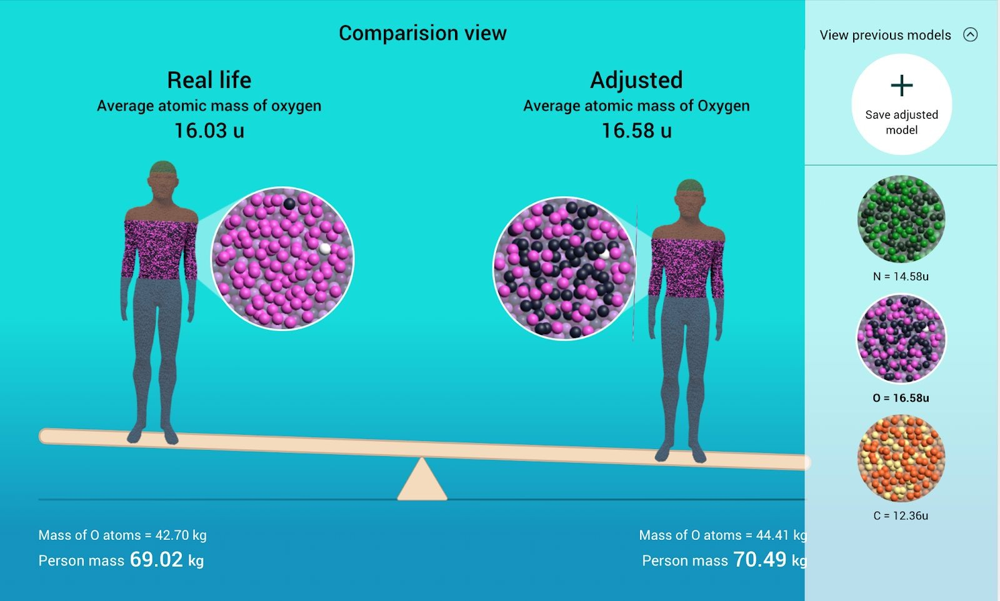 Comparision view
Real life
Average atomic mass of oxygen
16.03 u
Adjusted
Average atomic mass of Oxygen
16.58 u
Mass of O atoms = 42.70 kg
Person mass 69.02 kg
Mass of O atoms = 44.41 kg
Person mass 70.49 kg
View previous models
Save adjusted
model
N = 14.58u
O = 16.58u
C = 12.36u